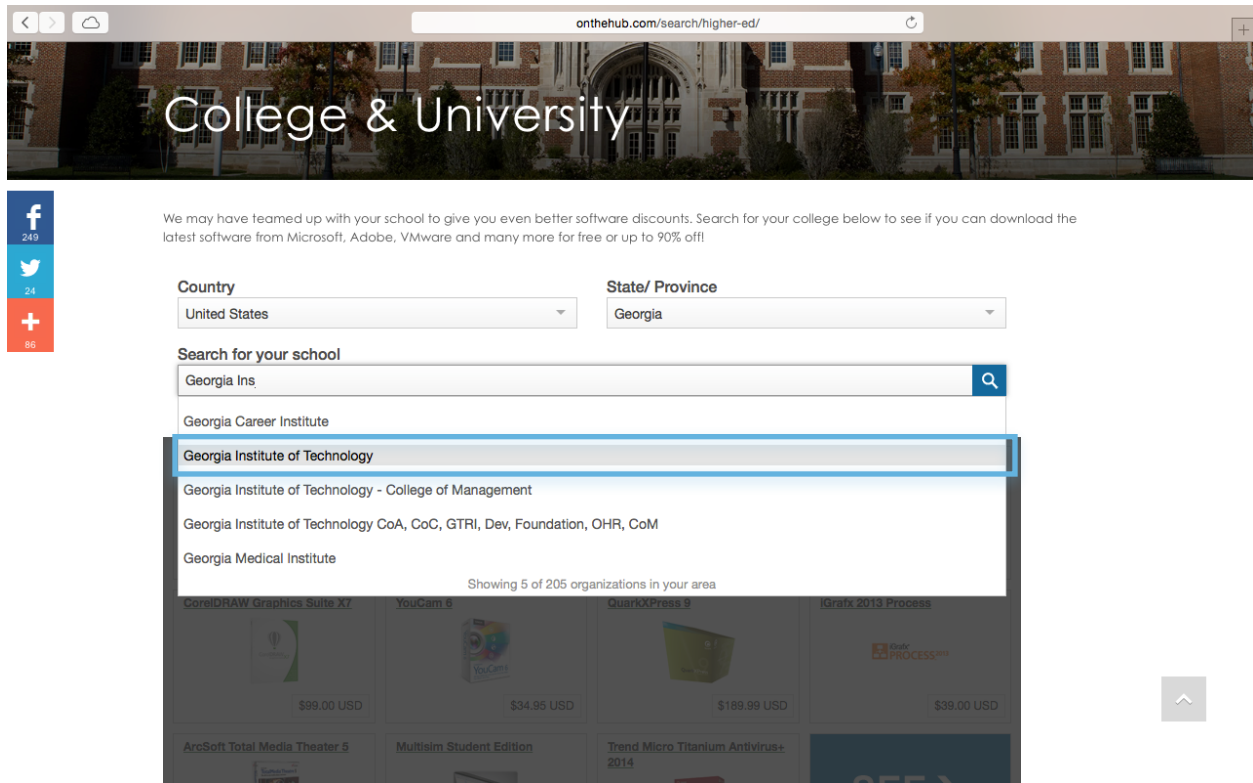 onthehub.com/search/higher-ed/
College & University
249
24
86
We may have teamed up with your school to give you even better software discounts. Search for your college below to see if you can download the
latest software from Microsoft, Adobe, VMware and many more for free or up to 90% off!
Country
State/ Province
United States
Georgia
Search for your school
Georgia Ins
Georgia Career Institute
Georgia Institute of Technology
Georgia Institute of Technology - College of Management
Georgia Institute of Technology CoA, CoC, GTRI, Dev, Foundation, OHR, CoM
Georgia Medical Institute
Showing 5 of 205 organizations in your area
CorelDRAW Graphics Suite X7
YouCam 6
QuarkXPress 9
iGrafx 2013 Process
YouCam 6
iGrafx
PROCESS 2013
$99.00 USD
$34.95 USD
$189.99 USD
$39.00 USD
ArcSoft Total Media Theater 5
Multisim Student Edition
Trend Micro Titanium Antivirus+
2014
SEE